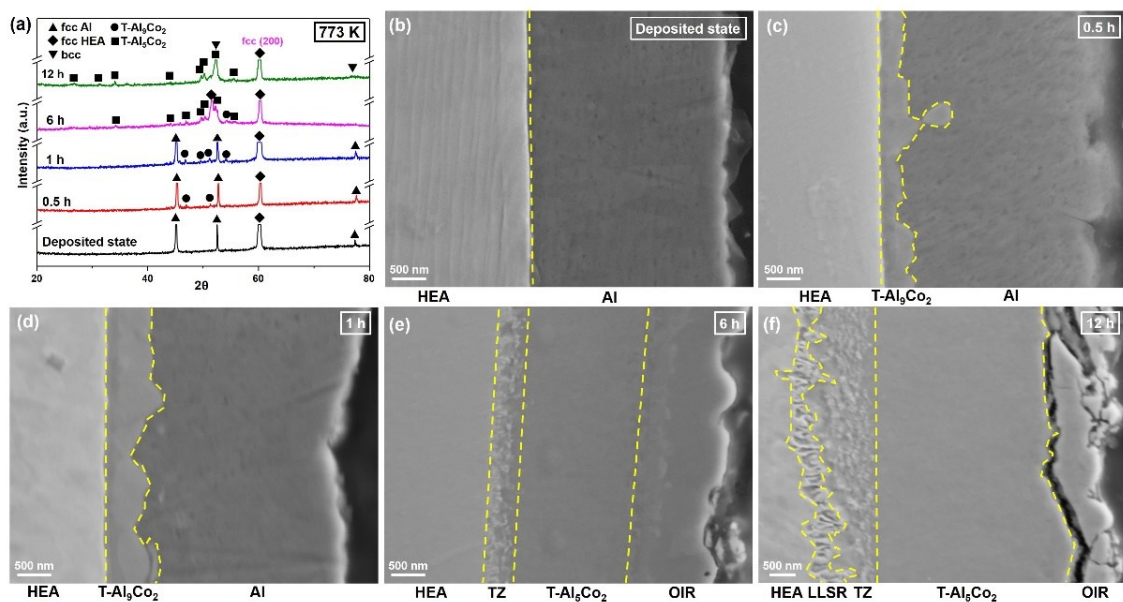 (a)
▲ fcc Al ● T-Al₉Co₂
◆ fcc HEA ■ T-Al₅Co₂
▼ bcc
773 K
fcc (200)
12 h
6 h
1 h
0.5 h
Deposited state
Intensity (a.u.)
20 30 40 50 60 70 80
2θ
(b)
Deposited state
500 nm
HEA Al
(c)
0.5 h
500 nm
HEA T-Al₉Co₂ Al
(d)
1 h
500 nm
HEA T-Al₉Co₂ Al
(e)
6 h
500 nm
HEA TZ T-Al₅Co₂ OIR
(f)
12 h
500 nm
HEA LLSR TZ T-Al₅Co₂ OIR